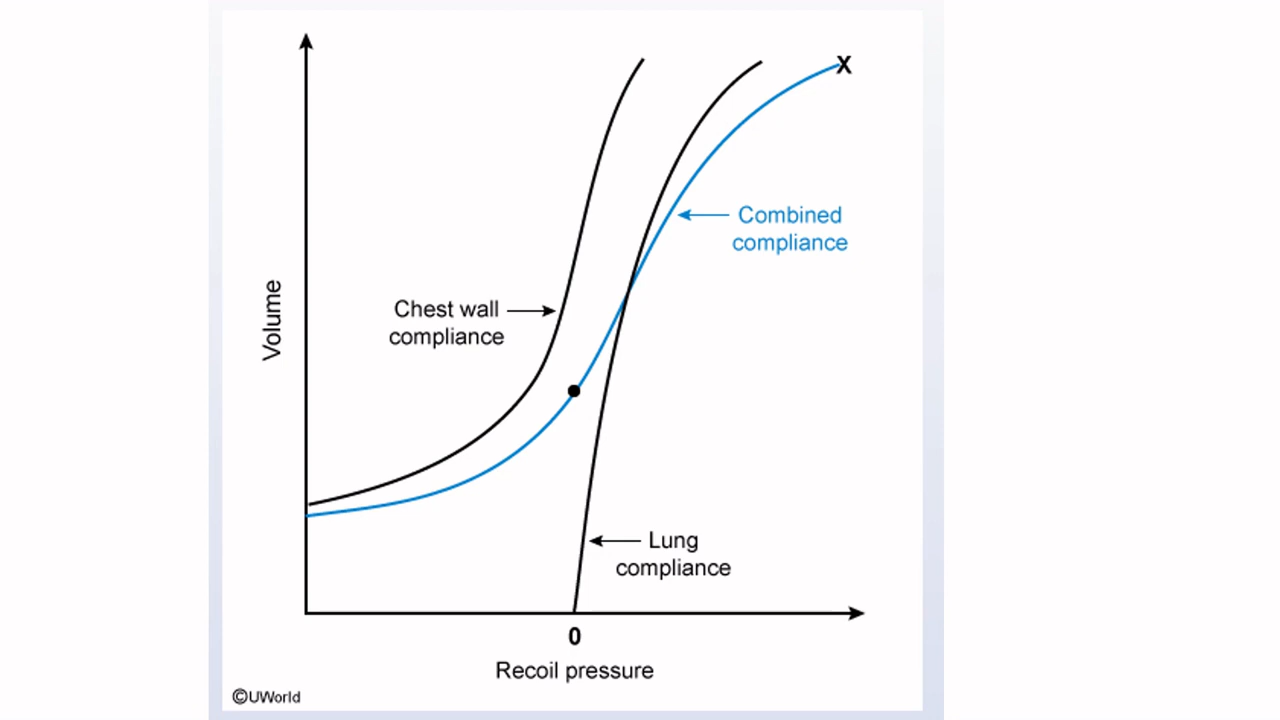 X
Combined
compliance
Chest wall
compliance
Volume
Lung
compliance
0
Recoil pressure
©UWorld